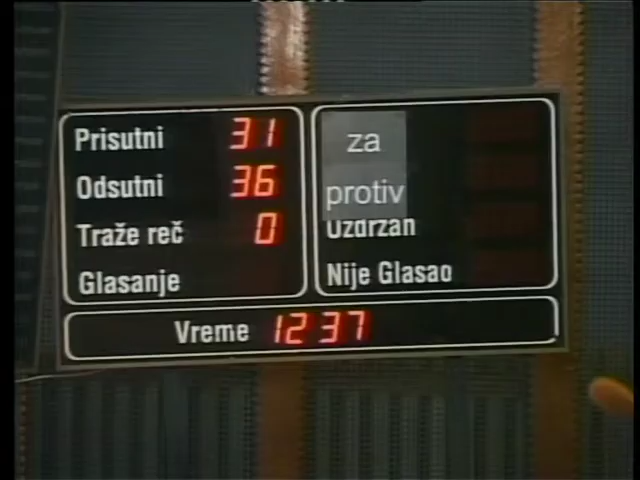 Prisutni 31
Odsutni 36
Traže reč 0
Glasanje
za
protiv
Uzdrzan
Nije Glasao
Vreme 12 37